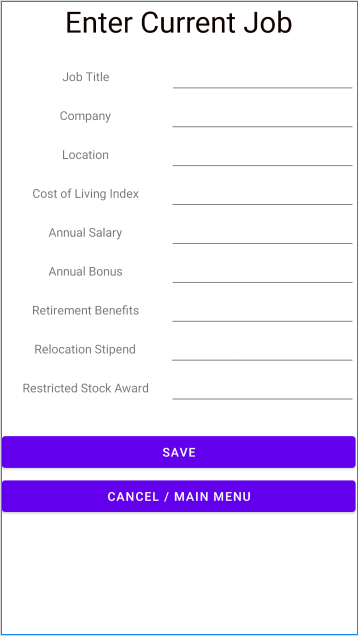 Enter Current Job
Job Title
Company
Location
Cost of Living Index
Annual Salary
Annual Bonus
Retirement Benefits
Relocation Stipend
Restricted Stock Award
SAVE
CANCEL / MAIN MENU